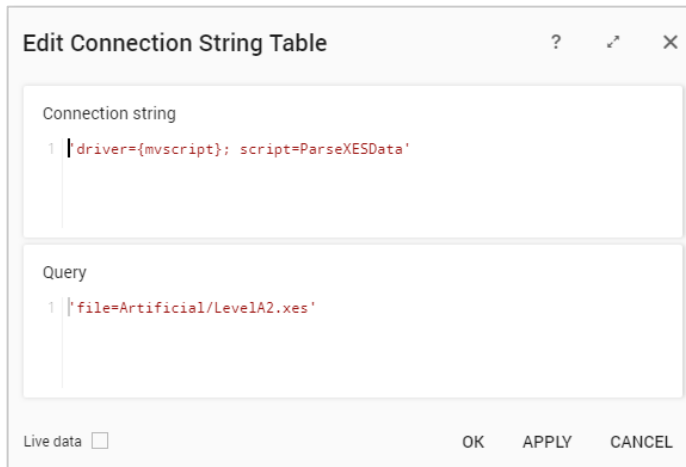 Edit Connection String Table ?
Connection string
1 'driver={mvscript}; script=ParseXESData'
Query
1 'file=Artificial/LevelA2.xes'
Live data OK APPLY CANCEL